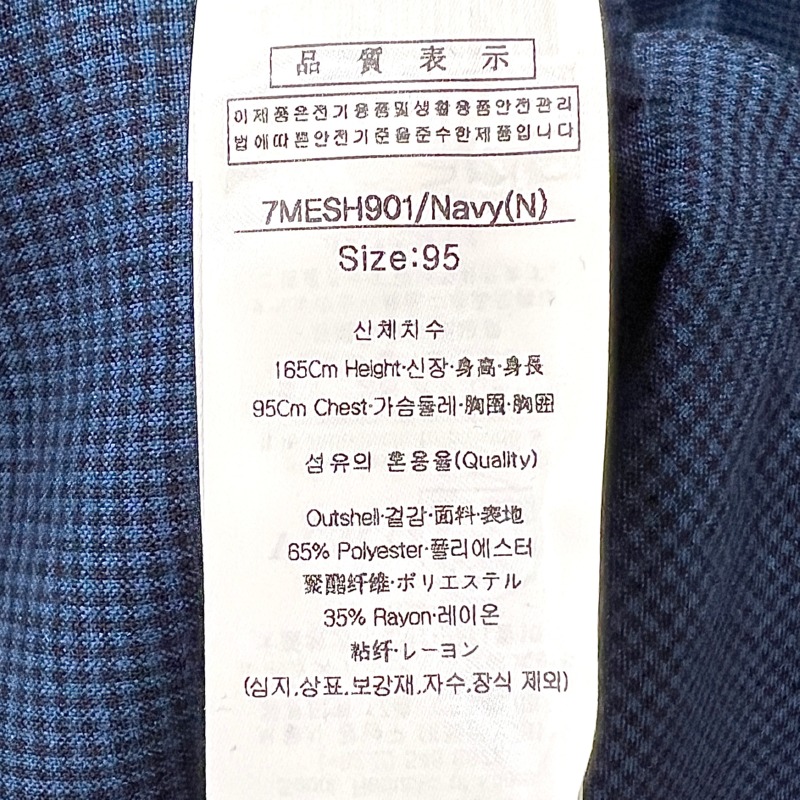 品質表示
이제품은전기용품및생활용품안전관리
법에따른안전기준을준수한제품입니다
7MESH901/Navy(N)
Size:95
신체치수
165Cm Height·신장·身高·身長
95Cm Chest·가슴둘레·胸围·胸囲
섬유의 혼용율(Quality)
Outshell·겉감·面料·表地
65% Polyester·폴리에스터
聚酯纤维·ポリエステル
35% Rayon·레이온
粘纤·レーヨン
(심지,상표,보강재,자수,장식 제외)